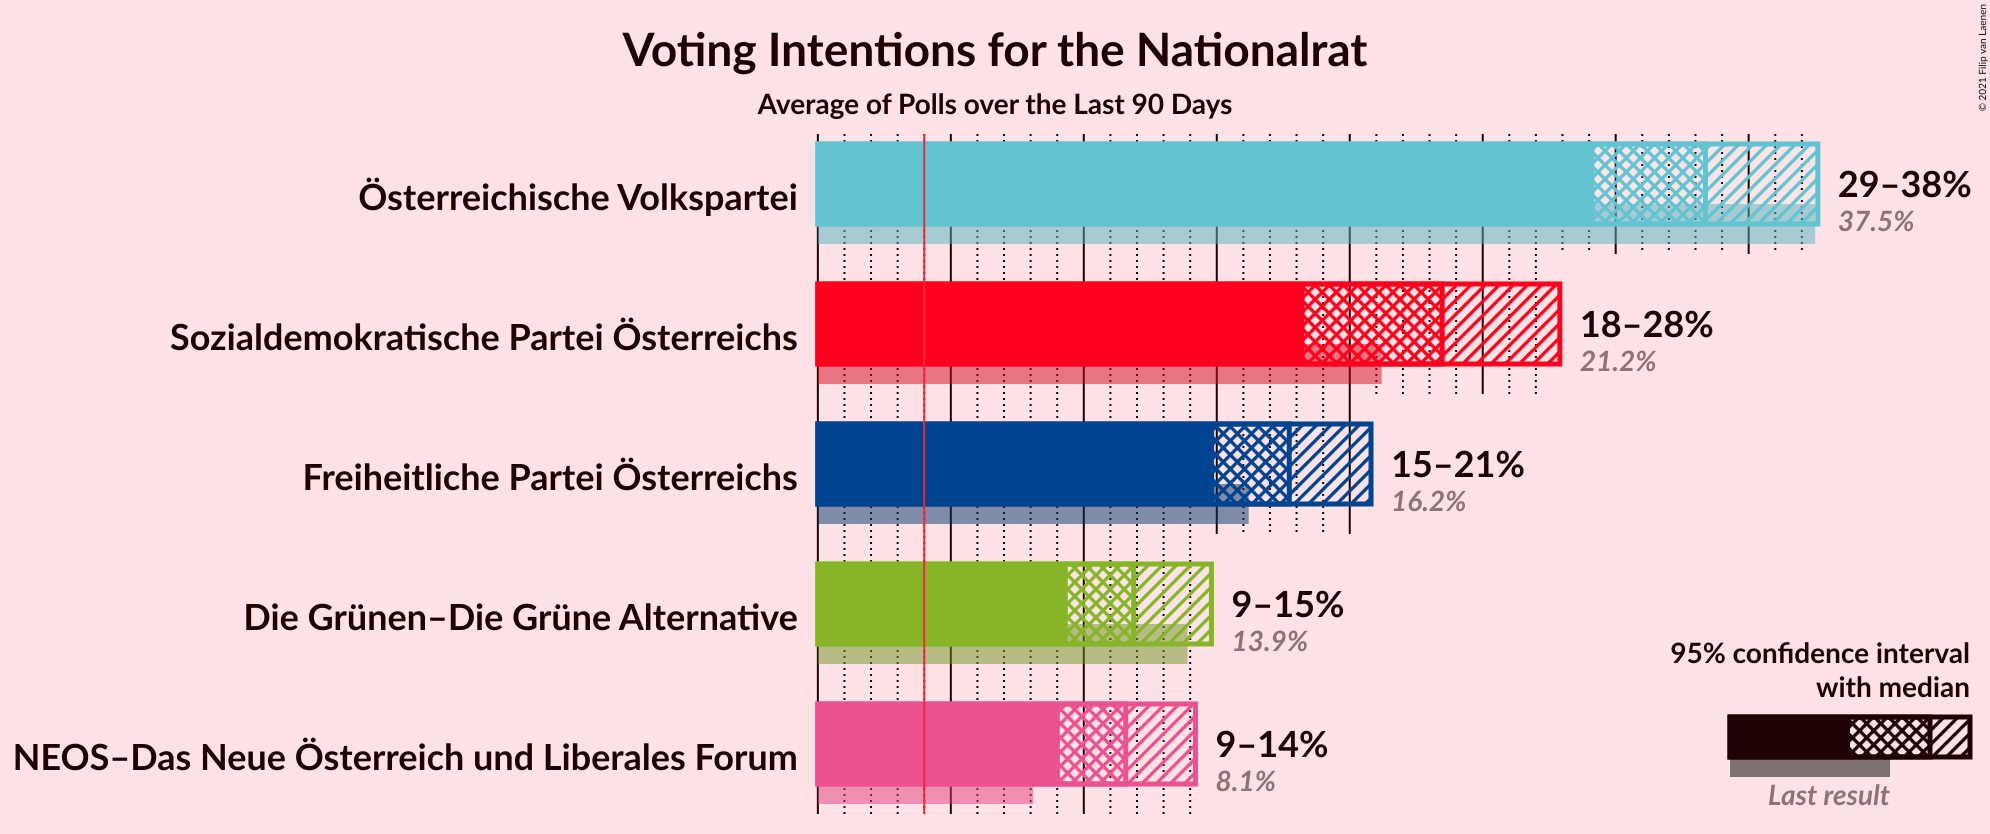 Voting Intentions for the Nationalrat
Average of Polls over the Last 90 Days
© 2021 Filip van Laenen
Österreichische Volkspartei
29–38%
37.5%
Sozialdemokratische Partei Österreichs
18–28%
21.2%
Freiheitliche Partei Österreichs
15–21%
16.2%
Die Grünen–Die Grüne Alternative
9–15%
13.9%
NEOS–Das Neue Österreich und Liberales Forum
9–14%
8.1%
95% confidence interval
with median
Last result